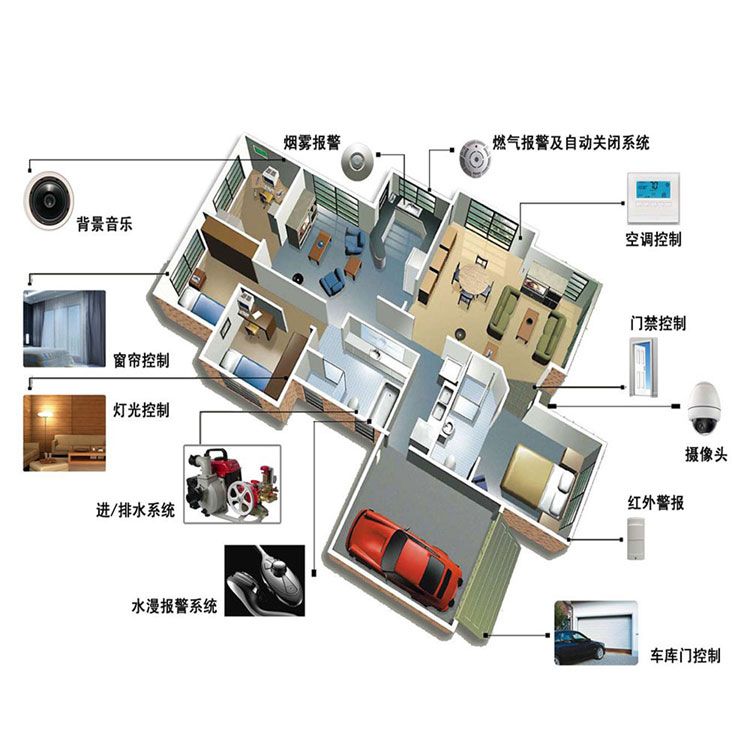 烟雾报警
燃气报警及自动关闭系统
背景音乐
空调控制
门禁控制
窗帘控制
灯光控制
摄像头
进/排水系统
红外警报
水漫报警系统
车库门控制